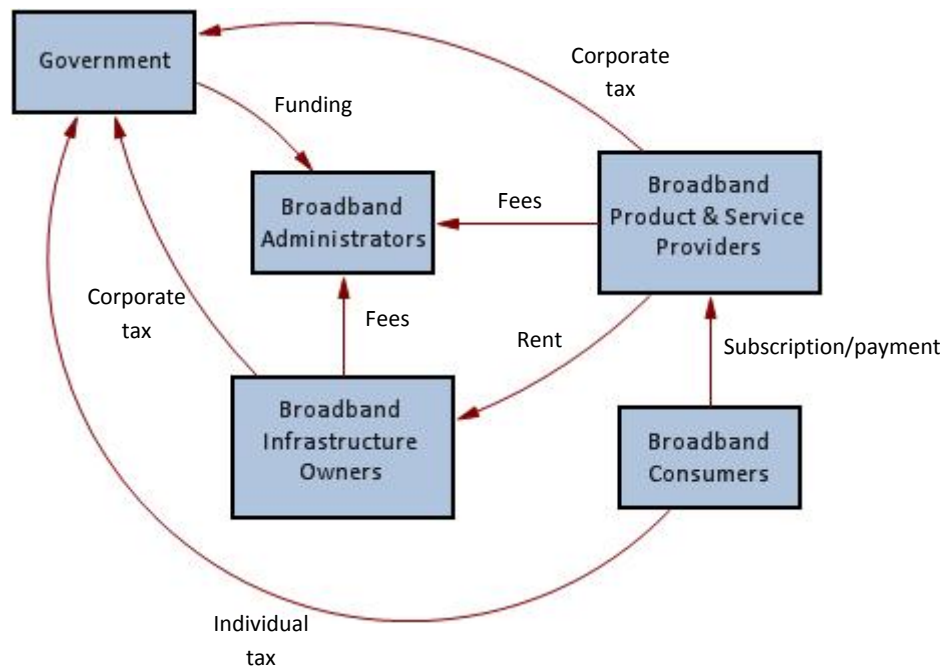 Government
Corporate
tax
Funding
Broadband
Administrators
Fees
Broadband
Product & Service
Providers
Corporate
tax
Fees
Rent
Subscription/payment
Broadband
Infrastructure
Owners
Broadband
Consumers
Individual
tax